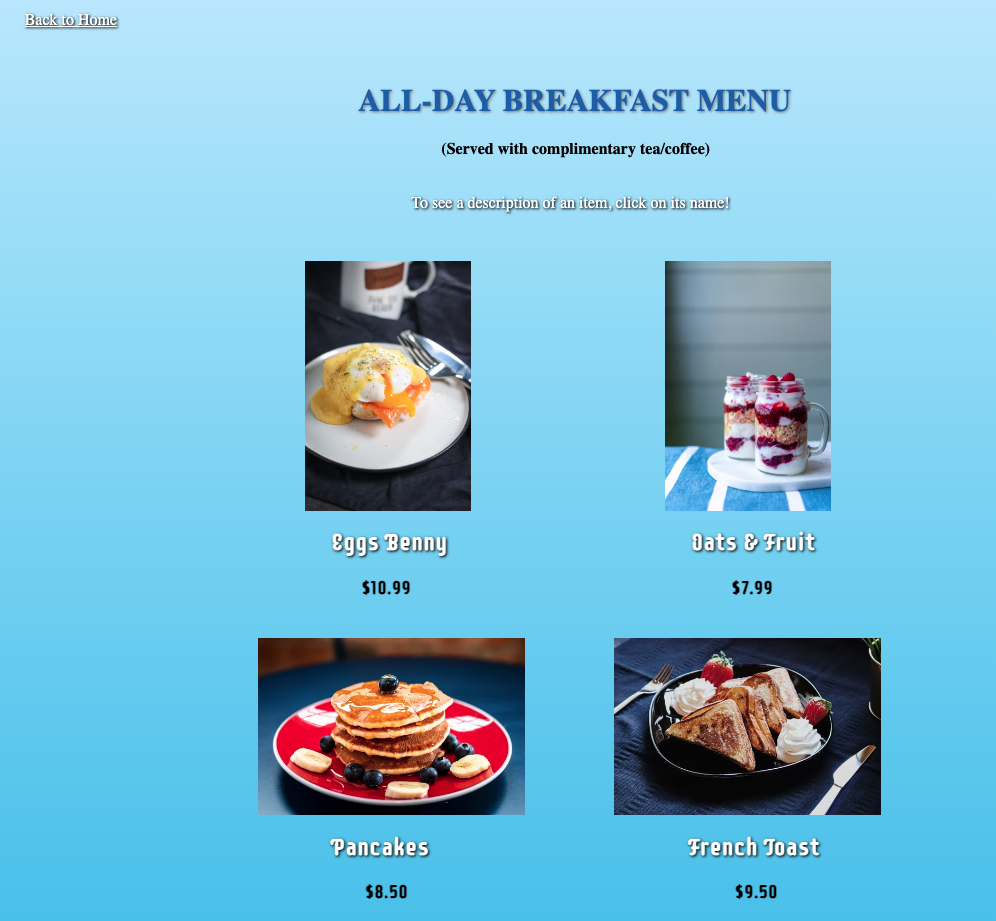 Back to Home
ALL-DAY BREAKFAST MENU
(Served with complimentary tea/coffee)
To see a description of an item, click on its name!
Eggs Benny
Oats & Fruit
$10.99
$7.99
Pancakes
French Toast
$8.50
$9.50